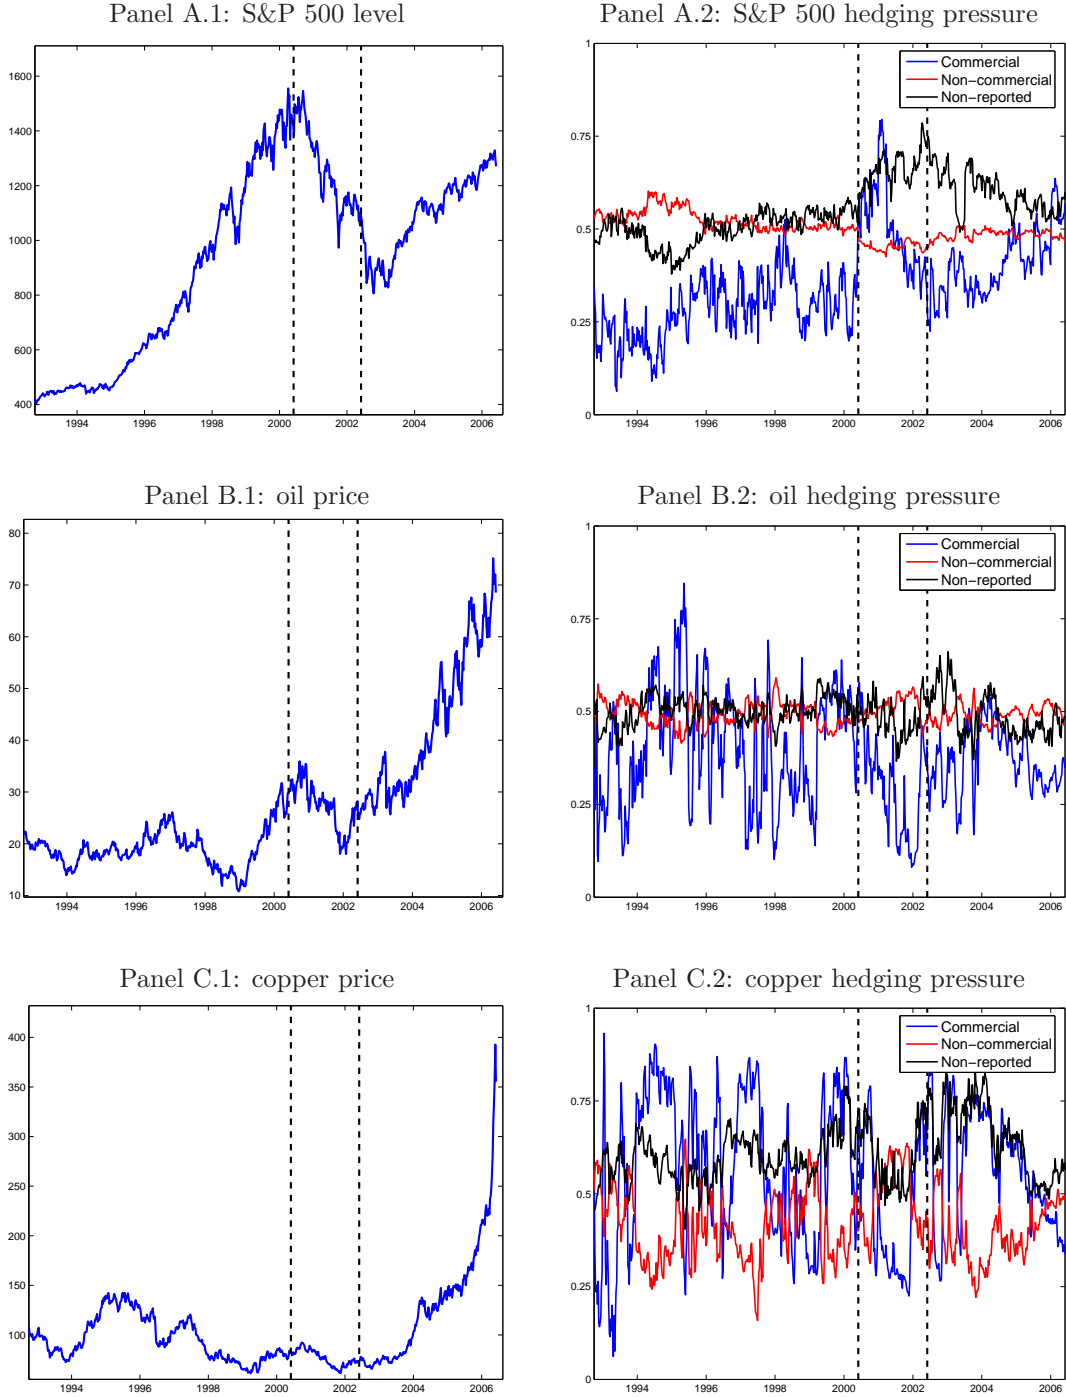 Panel A.1: S&P 500 level
1600
1400
1200
1000
800
600
400
1994 1996 1998 2000 2002 2004 2006
Panel A.2: S&P 500 hedging pressure
1
0.75
0.5
0.25
0
Commercial
Non-commercial
Non-reported
1994 1996 1998 2000 2002 2004 2006
Panel B.1: oil price
80
70
60
50
40
30
20
10
1994 1996 1998 2000 2002 2004 2006
Panel B.2: oil hedging pressure
1
0.75
0.5
0.25
0
Commercial
Non-commercial
Non-reported
1994 1996 1998 2000 2002 2004 2006
Panel C.1: copper price
400
350
300
250
200
150
100
1994 1996 1998 2000 2002 2004 2006
Panel C.2: copper hedging pressure
1
0.75
0.5
0.25
0
Commercial
Non-commercial
Non-reported
1994 1996 1998 2000 2002 2004 2006